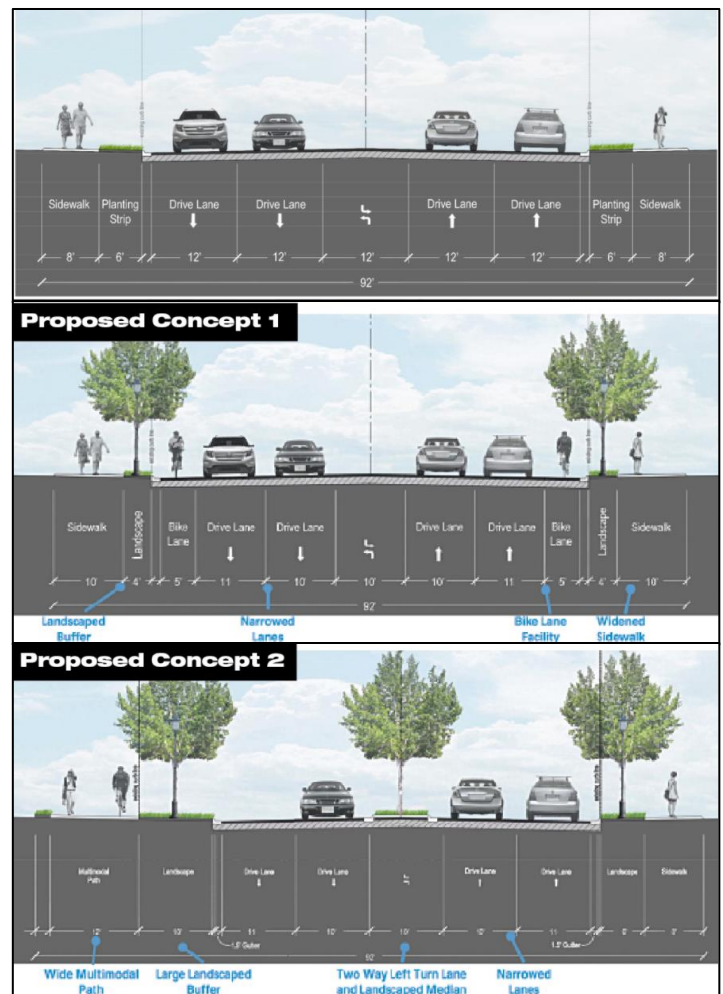 Sidewalk Planting Strip Drive Lane Drive Lane Drive Lane Drive Lane Planting Strip Sidewalk
8' 6' 12' 12' 12' 12' 12' 6' 8'
92'
Proposed Concept 1
Sidewalk Landscape Bike Lane Drive Lane Drive Lane Drive Lane Drive Lane Bike Lane Landscape Sidewalk
10' 4' 5' 11 10' 10' 10' 11 5' 4' 10'
92'
Landscaped Buffer
Narrowed Lanes
Bike Lane Facility
Widened Sidewalk
Proposed Concept 2
Multimodal Path Landscape Drive Lane Drive Lane Drive Lane Drive Lane Landscape Sidewalk
12' 10' 11 10' 10' 10' 11
1.5' Gutter 1.5' Gutter
92'
Wide Multimodal Path
Large Landscaped Buffer
Two Way Left Turn Lane and Landscaped Median
Narrowed Lanes